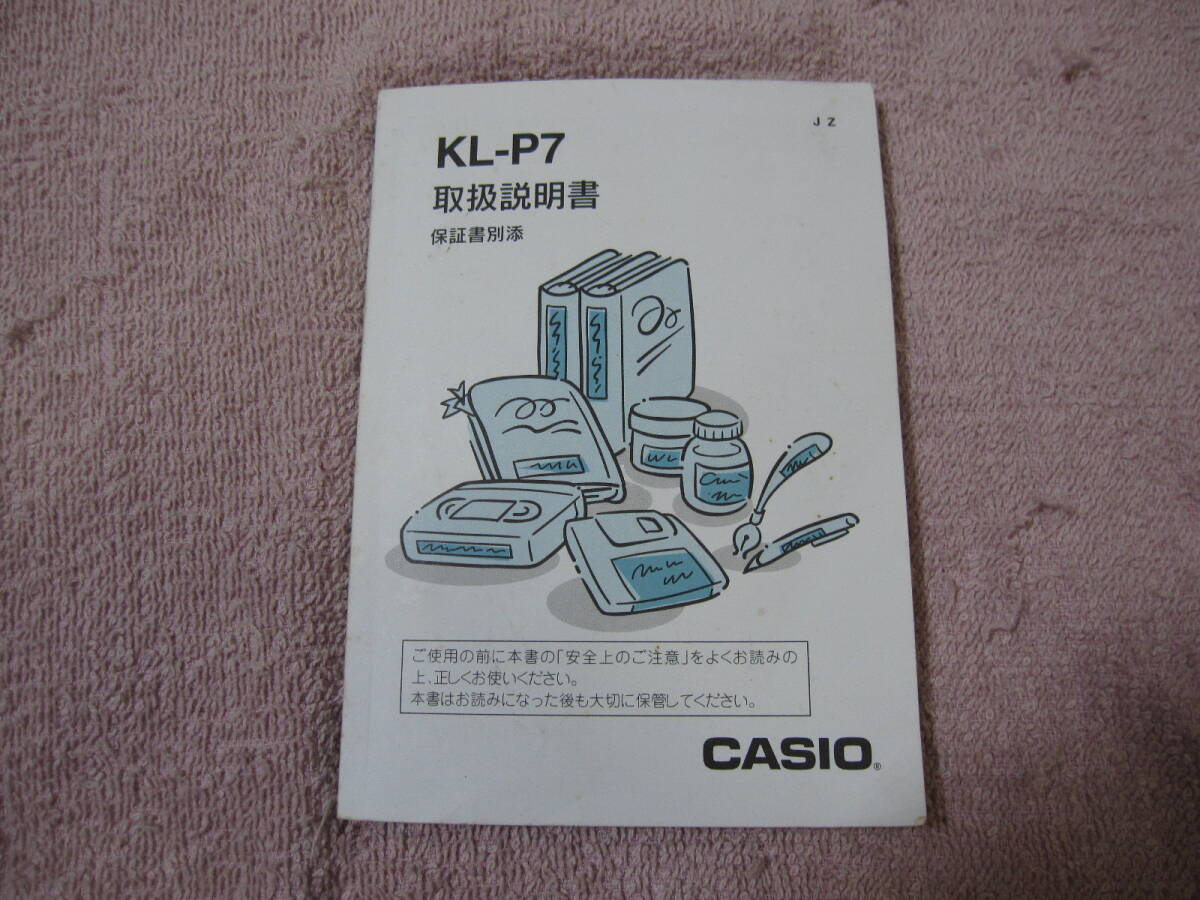 JZ
KL-P7
取扱説明書
保証書別添
ご使用の前に本書の「安全上のご注意」をよくお読みの
上、正しくお使いください。
本書はお読みになった後も大切に保管してください。
CASIO®